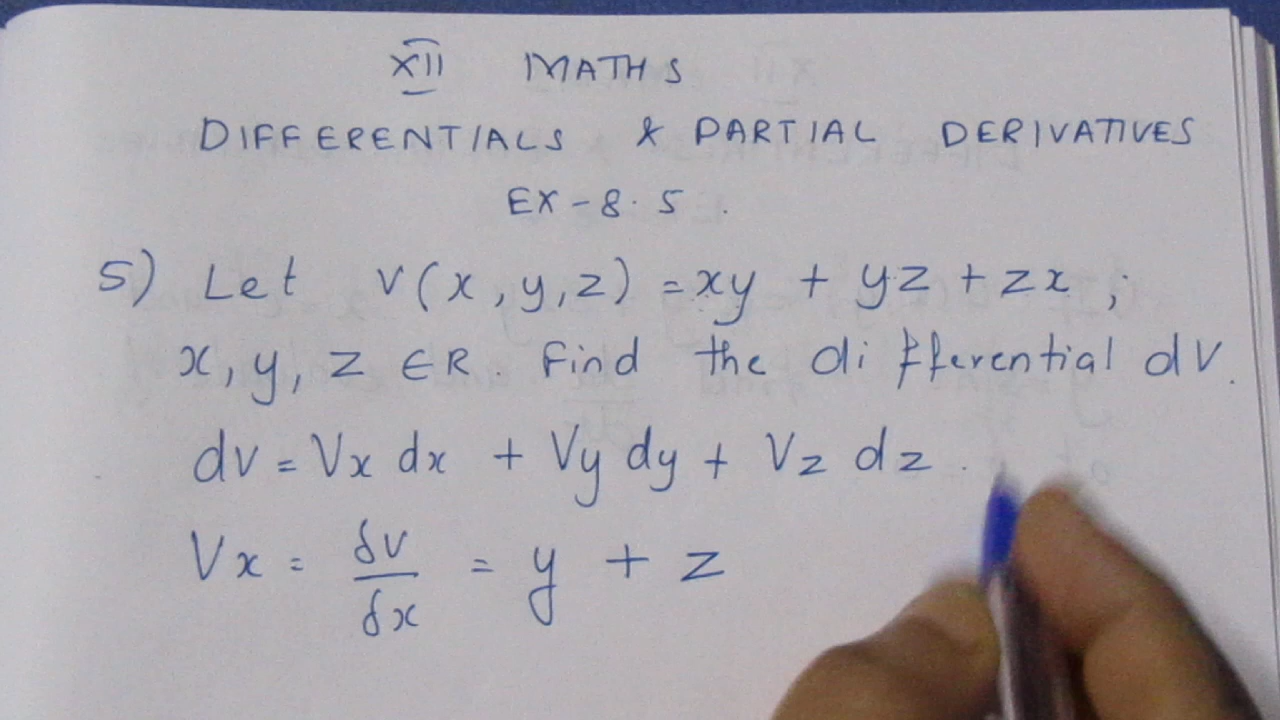 XII MATHS
DIFFERENTIALS & PARTIAL DERIVATIVES
EX-8.5.
5) Let V(x,y,z) = xy + yz + zx;
x, y, z ∈ R. Find the differential dV.
dv = Vx dx + Vy dy + Vz dz.
Vx = δv/δx = y + z